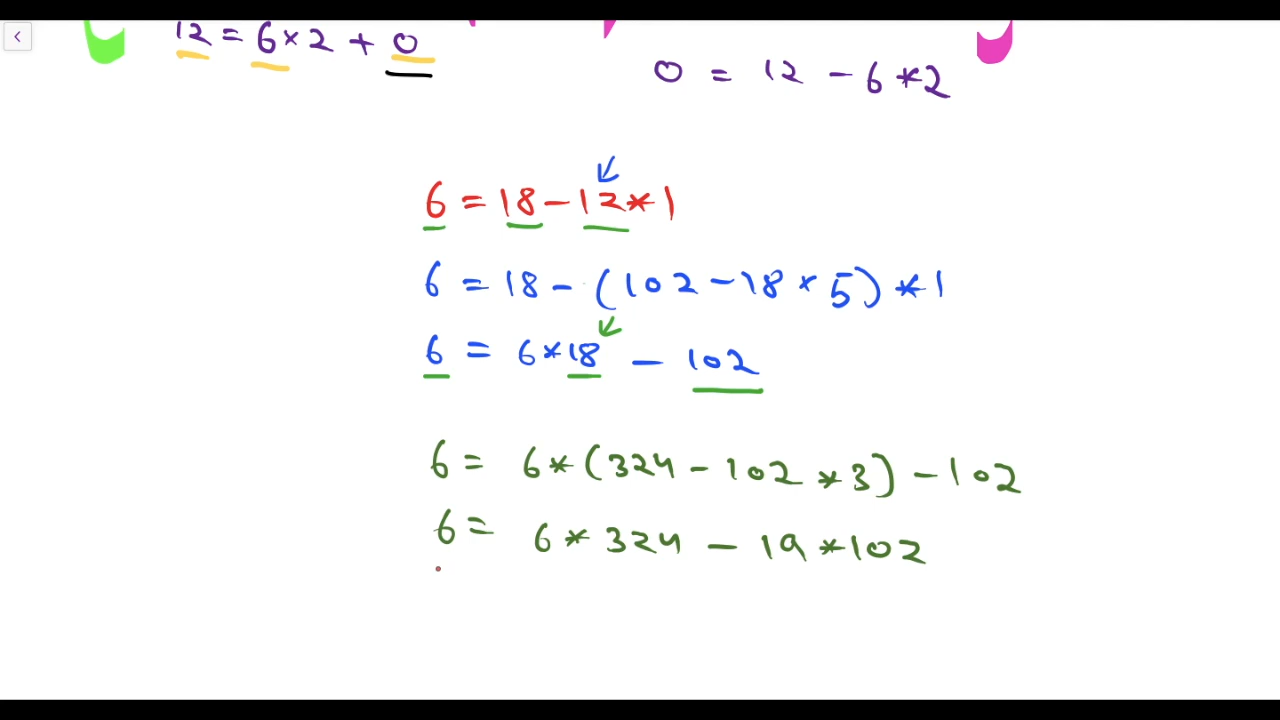 12 = 6 × 2 + 0
0 = 12 - 6 * 2
6 = 18 - 12 * 1
6 = 18 - (102 - 18 * 5) * 1
6 = 6 * 18 - 102
6 = 6 * (324 - 102 * 3) - 102
6 = 6 * 324 - 19 * 102